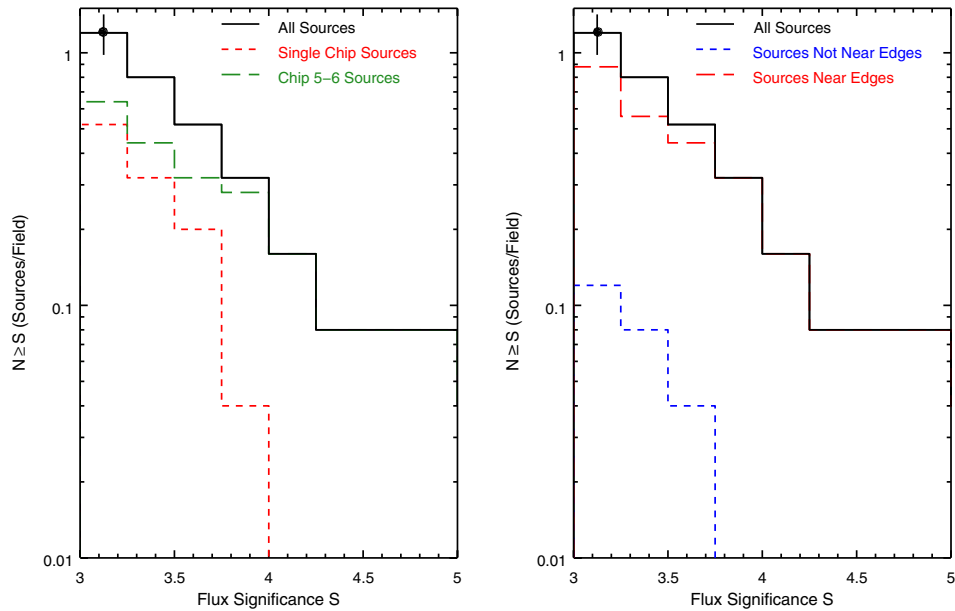 All Sources
Single Chip Sources
Chip 5−6 Sources
1
0.1
0.01
N ≥ S (Sources/Field)
3
3.5
4
4.5
5
Flux Significance S
All Sources
Sources Not Near Edges
Sources Near Edges
1
0.1
0.01
N ≥ S (Sources/Field)
3
3.5
4
4.5
5
Flux Significance S